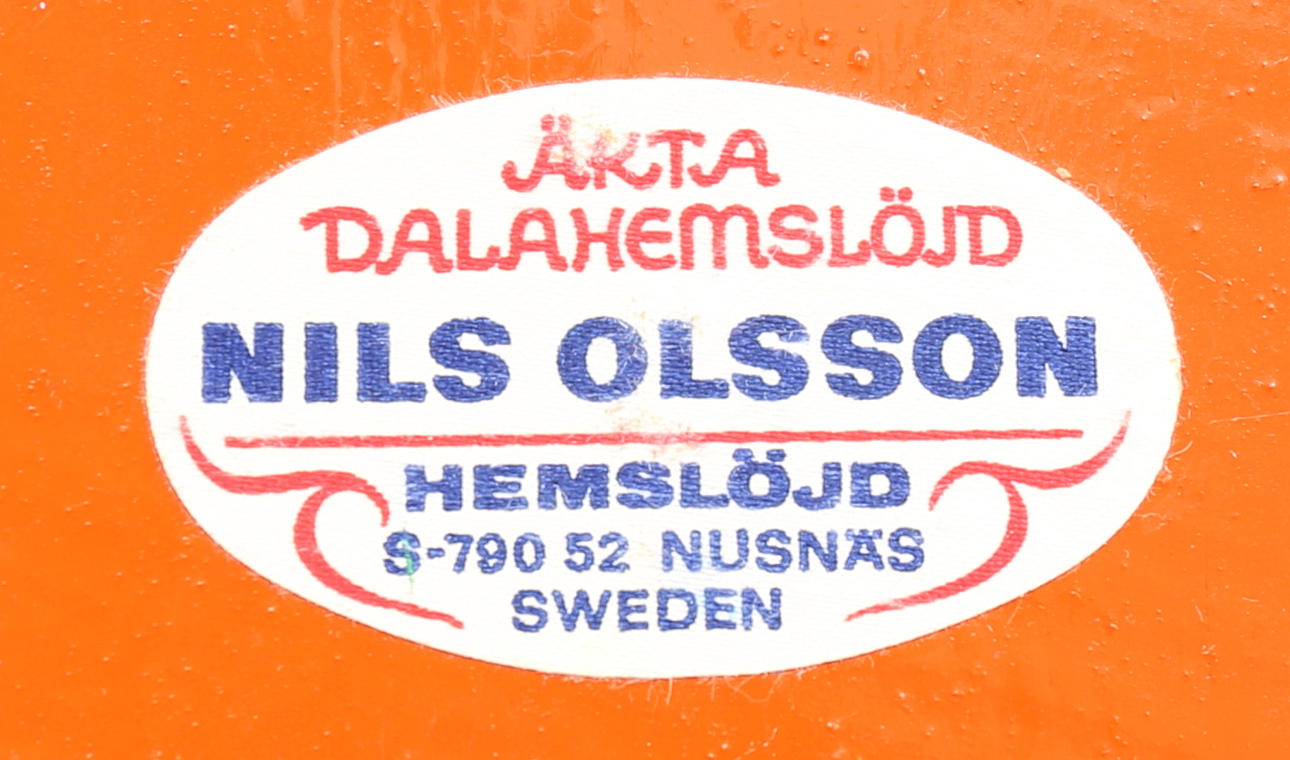 ÄKTA
DALAHEMSLÖJD
NILS OLSSON
HEMSLÖJD
S-790 52 NUSNÄS
SWEDEN